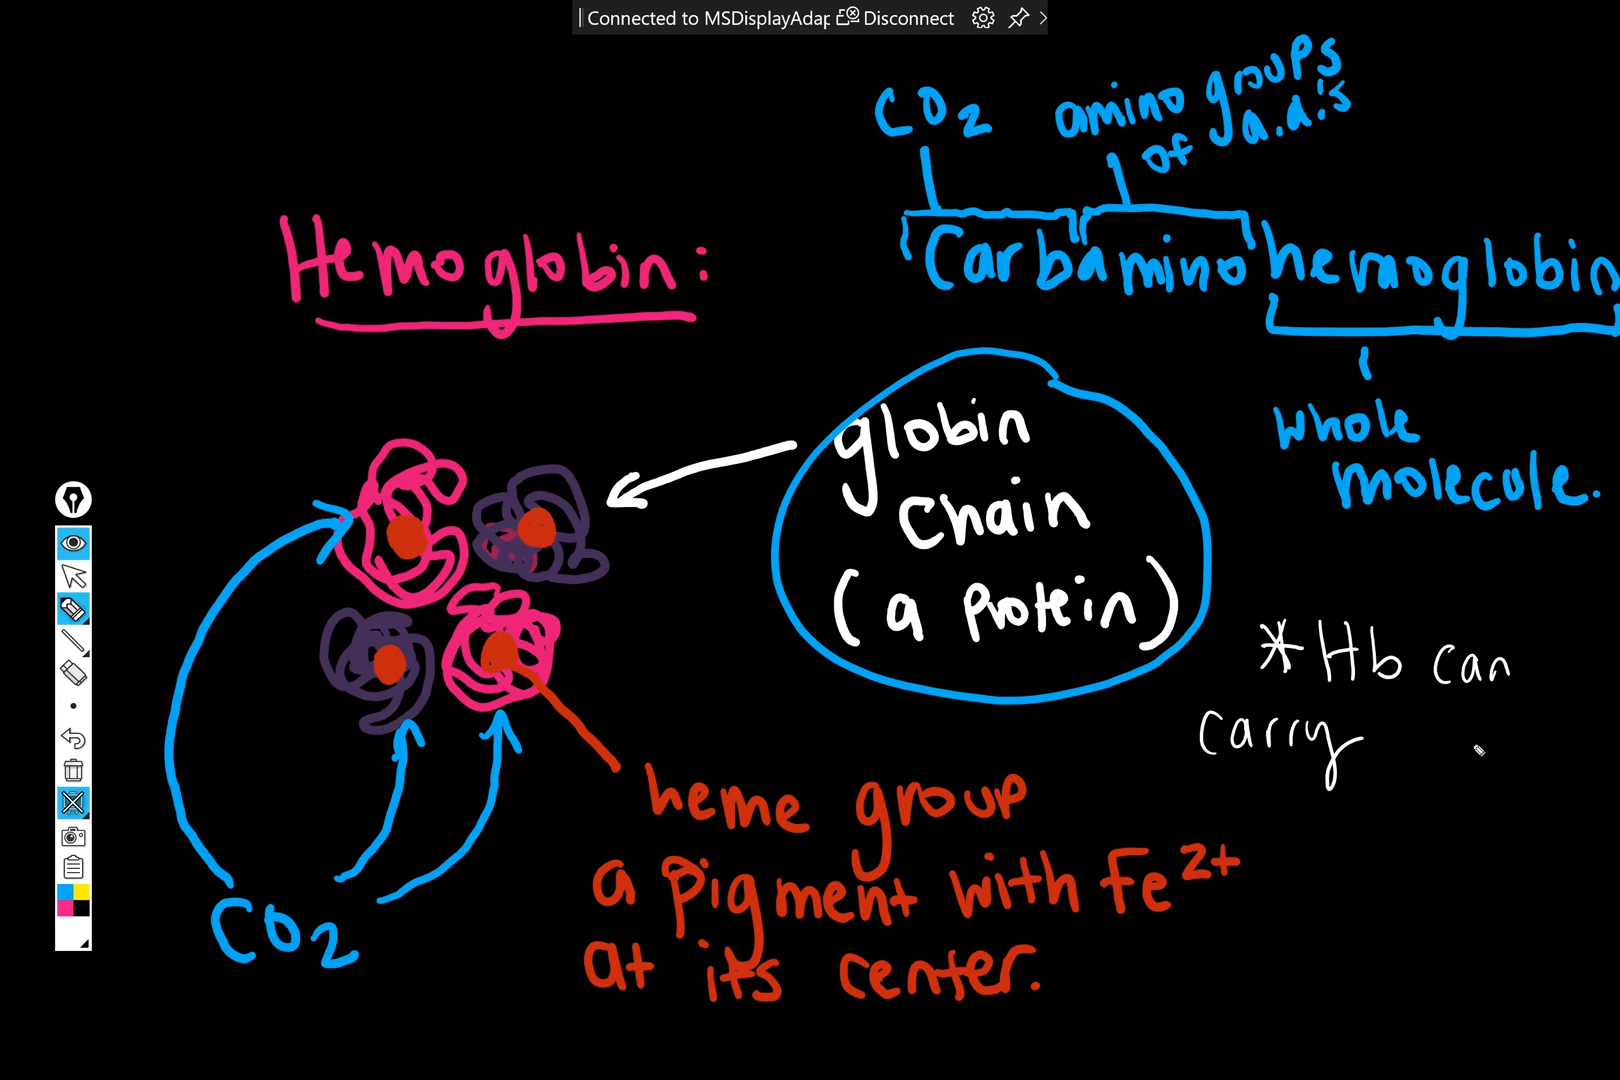 Connected to MSDisplayAdap Disconnect
CO2
amino groups
of a.a.'s
Hemoglobin:
Carbaminohemoglobin
whole
molecule.
globin
chain
(a protein)
*Hb can
carry
heme group
a pigment with Fe2+
at its center.
CO2